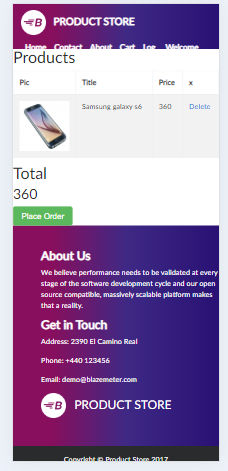 PRODUCT STORE
Home Contact About Cart Log Welcome
Products
Pic Title Price x
Samsung galaxy s6 360 Delete
Total
360
Place Order
About Us
We believe performance needs to be validated at every
stage of the software development cycle and our open
source compatible, massively scalable platform makes
that a reality.
Get in Touch
Address: 2390 El Camino Real
Phone: +440 123456
Email: demo@blazemeter.com
PRODUCT STORE
Copyright © Product Store 2017